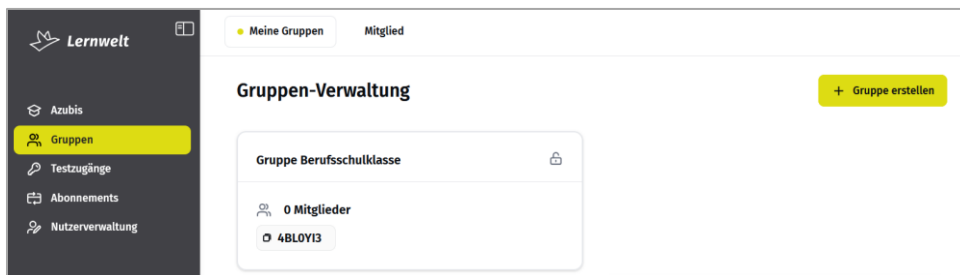 Lernwelt
Azubis
Gruppen
Testzugänge
Abonnements
Nutzerverwaltung
Meine Gruppen
Mitglied
Gruppen-Verwaltung
+ Gruppe erstellen
Gruppe Berufsschulklasse
0 Mitglieder
4BL0YI3